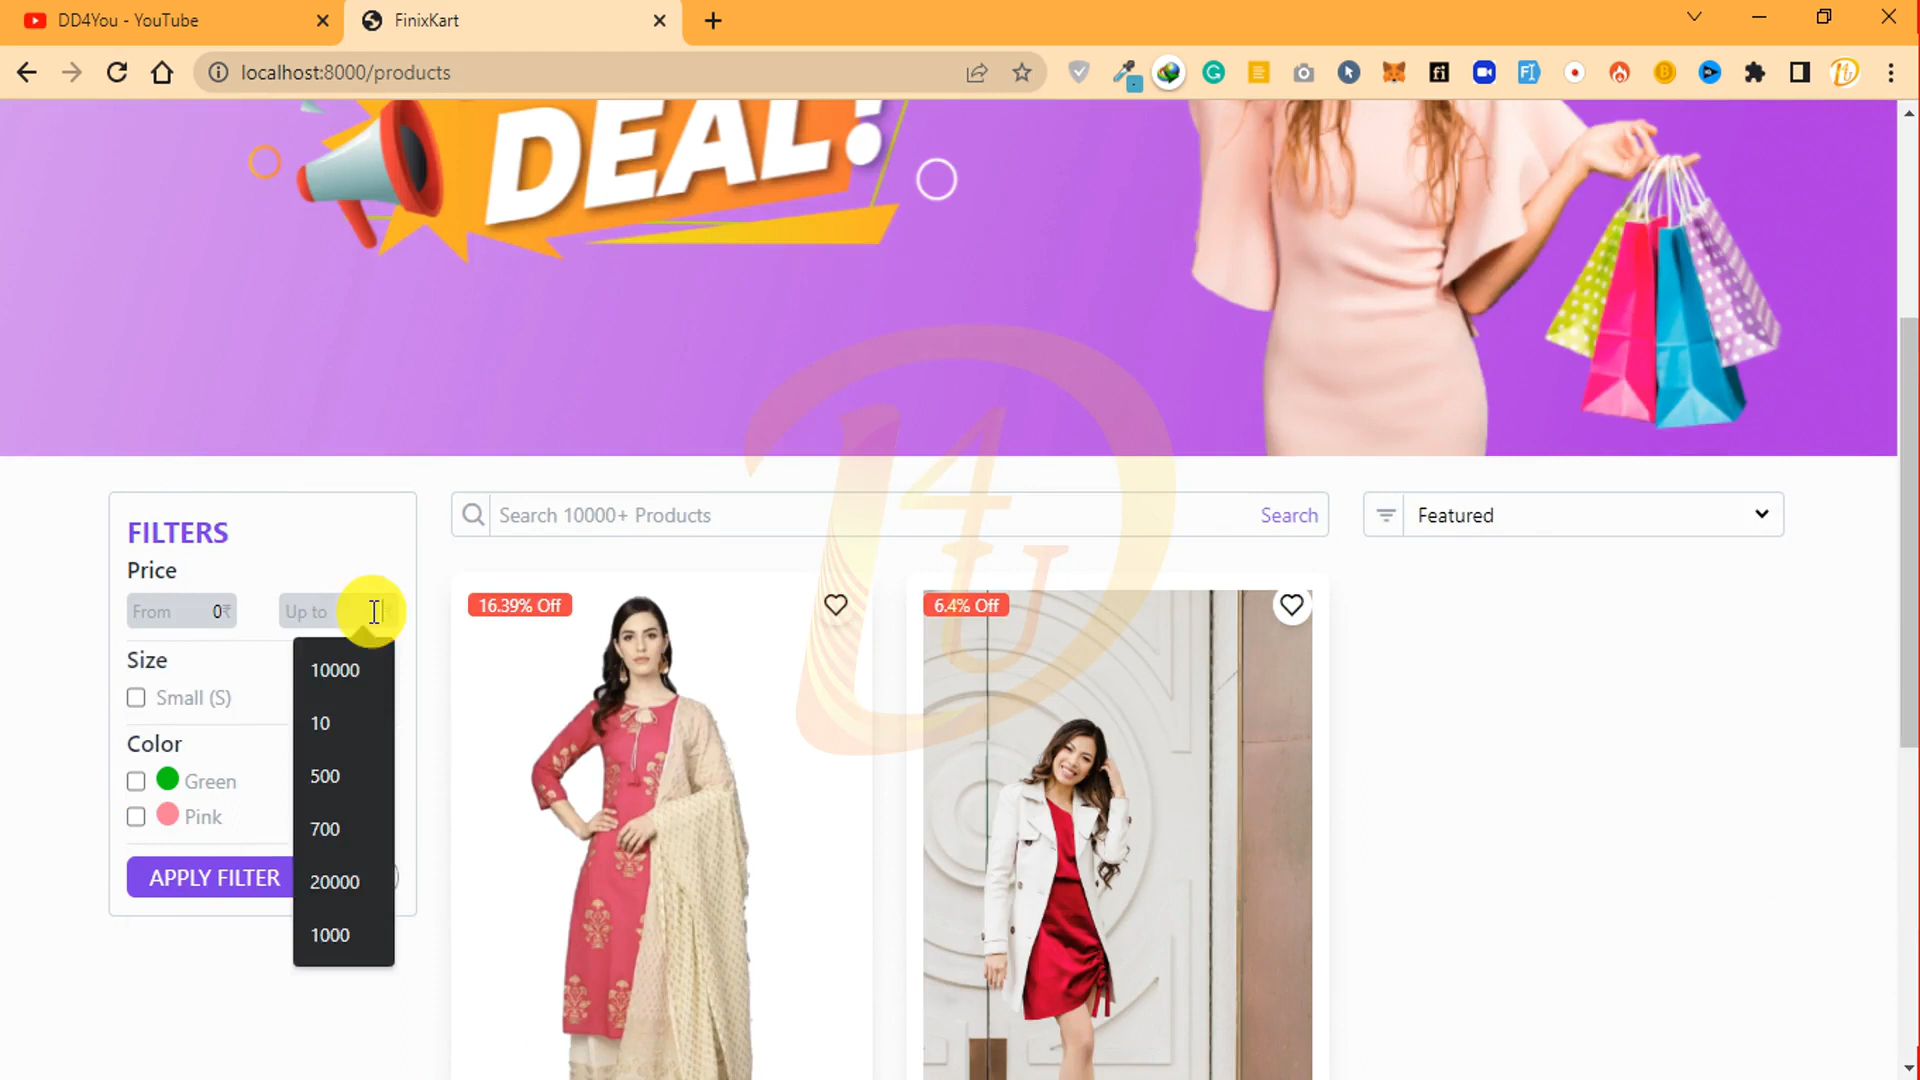 DD4You - YouTube
FinixKart
localhost:8000/products
DEAL!
FILTERS
Price
From 0₹
Up to
10000
10
500
700
20000
1000
Size
Small (S)
Color
Green
Pink
APPLY FILTER
Search 10000+ Products
Search
Featured
16.39% Off
6.4% Off
D4U